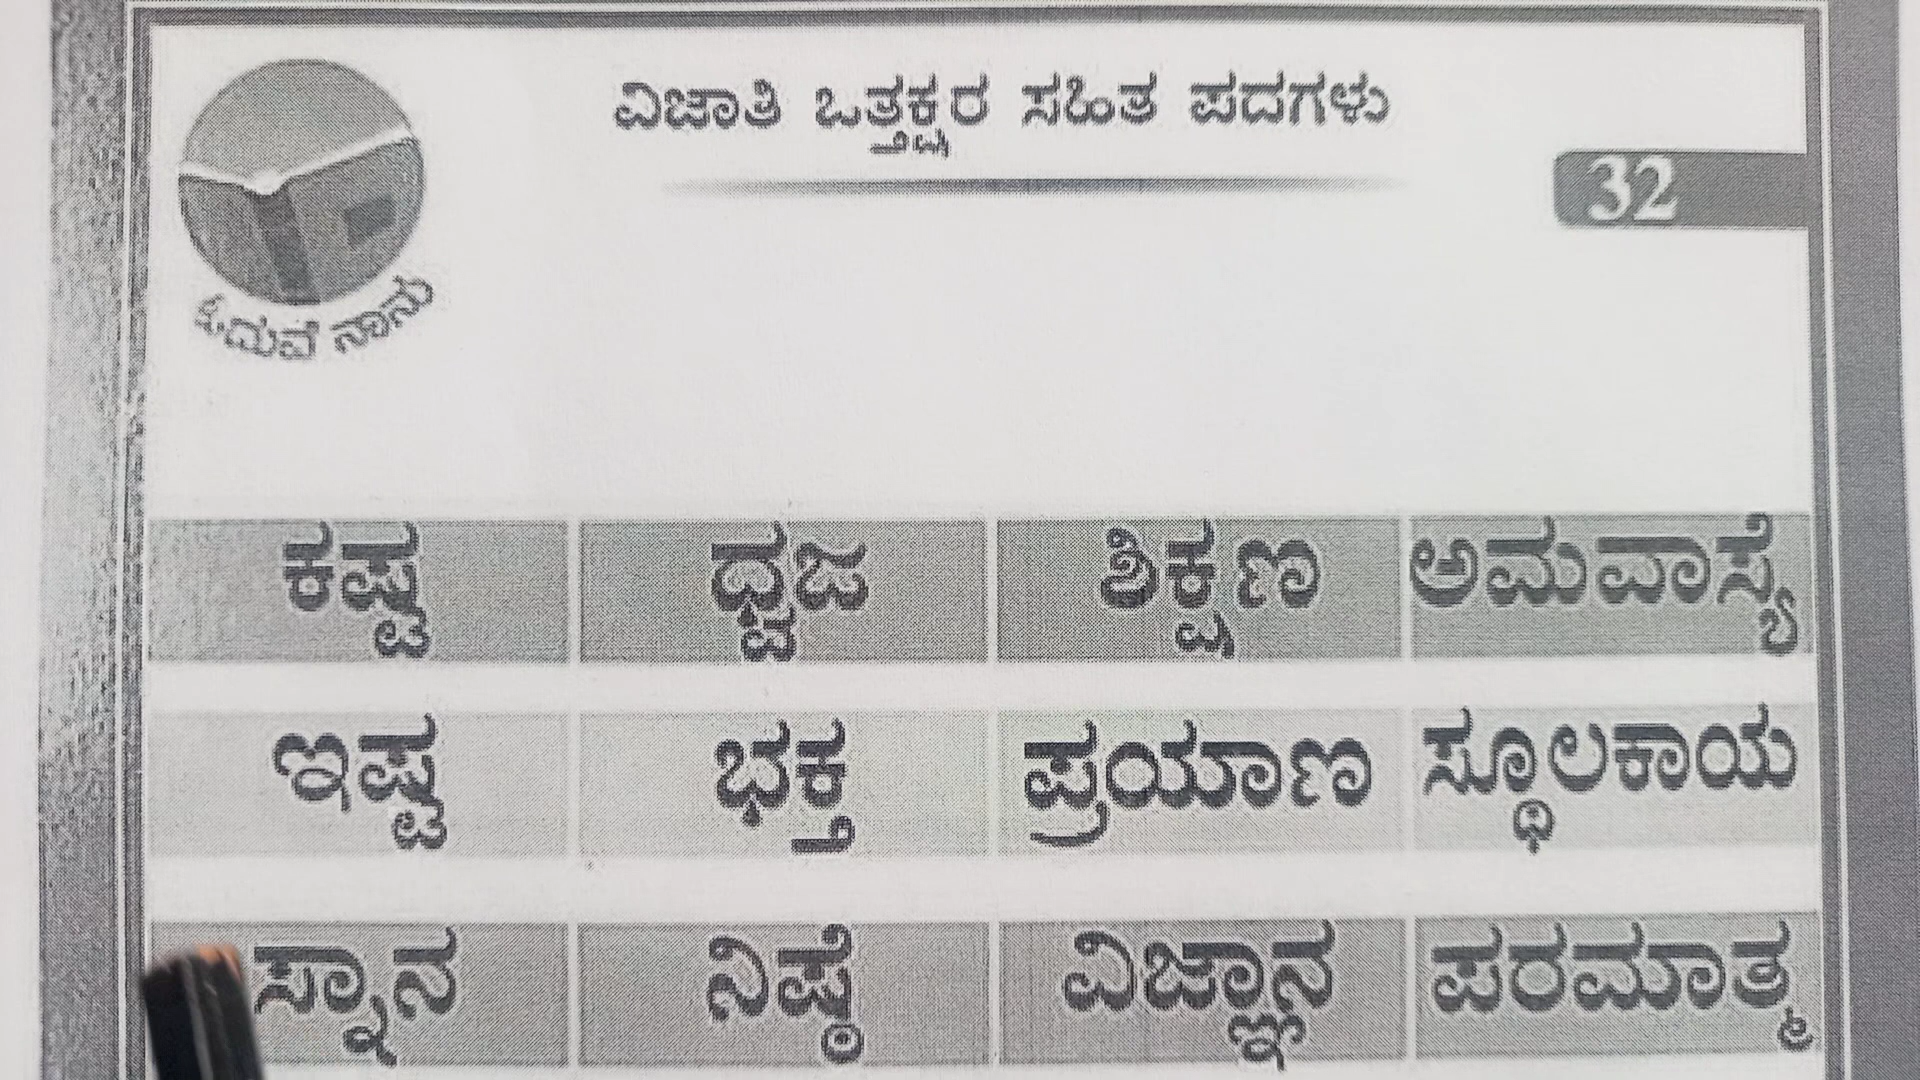 ವಿಜಾತಿ ಒತ್ತಕ್ಷರ ಸಹಿತ ಪದಗಳು
32
ಓದುವೆ ನಾನು
ಕಷ್ಟ ಧ್ವಜ ಶಿಕ್ಷಣ ಅಮವಾಸ್ಯೆ
ಇಷ್ಟ ಭಕ್ತ ಪ್ರಯಾಣ ಸ್ಥೂಲಕಾಯ
ಸ್ನಾನ ನಿಷ್ಠೆ ವಿಜ್ಞಾನ ಪರಮಾತ್ಮ